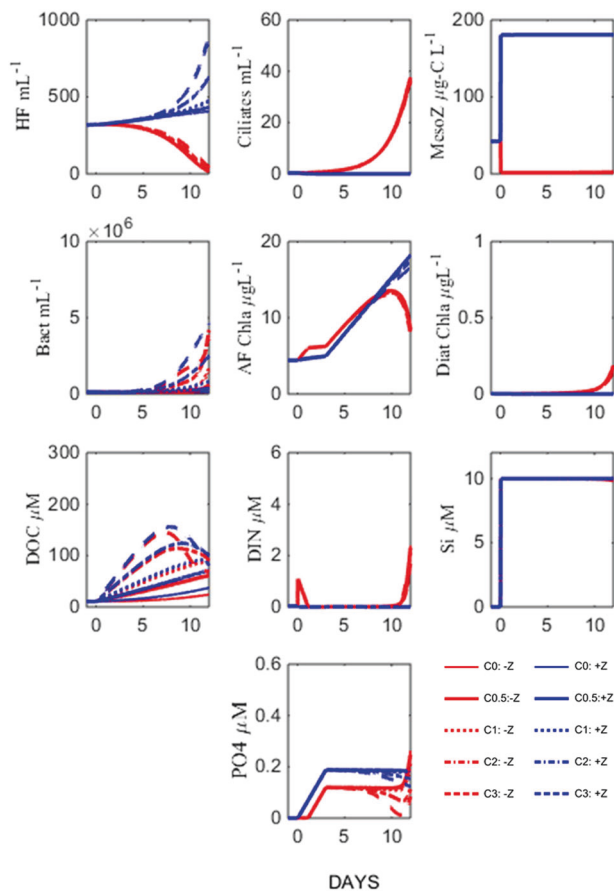 HF mL⁻¹
1000
500
0
0 5 10
Ciliates mL⁻¹
60
40
20
0
0 5 10
MesoZ µg-C L⁻¹
200
100
0
0 5 10
Bact mL⁻¹
× 10⁶
10
5
0
0 5 10
AF Chla µgL⁻¹
20
10
0
0 5 10
Diat Chla µgL⁻¹
1
0.5
0
0 5 10
DOC µM
300
200
100
0
0 5 10
DIN µM
6
4
2
0
0 5 10
Si µM
10
5
0
0 5 10
PO4 µM
0.6
0.4
0.2
0
0 5 10
DAYS
C0: -Z C0: +Z
C0.5:-Z C0.5:+Z
C1: -Z C1: +Z
C2: -Z C2: +Z
C3: -Z C3: +Z